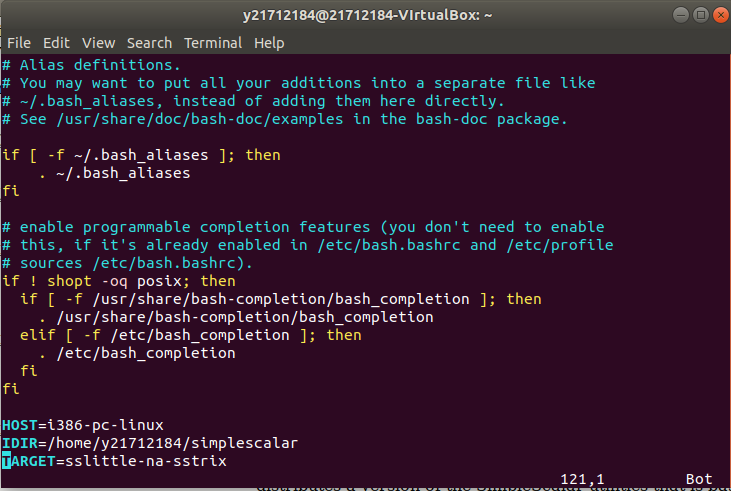 y21712184@21712184-VIrtualBox: ~
File Edit View Search Terminal Help
# Alias definitions.
# You may want to put all your additions into a separate file like
# ~/.bash_aliases, instead of adding them here directly.
# See /usr/share/doc/bash-doc/examples in the bash-doc package.
if [ -f ~/.bash_aliases ]; then
    . ~/.bash_aliases
fi
# enable programmable completion features (you don't need to enable
# this, if it's already enabled in /etc/bash.bashrc and /etc/profile
# sources /etc/bash.bashrc).
if ! shopt -oq posix; then
  if [ -f /usr/share/bash-completion/bash_completion ]; then
    . /usr/share/bash-completion/bash_completion
  elif [ -f /etc/bash_completion ]; then
    . /etc/bash_completion
  fi
fi
HOST=i386-pc-linux
IDIR=/home/y21712184/simplescalar
TARGET=sslittle-na-sstrix
121,1 Bot